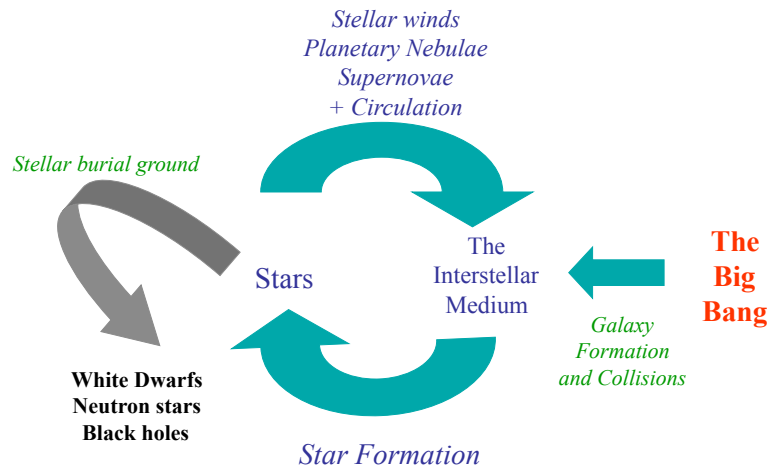 Stellar winds
Planetary Nebulae
Supernovae
+ Circulation
Stellar burial ground
Stars
The
Interstellar
Medium
The
Big
Bang
Galaxy
Formation
and Collisions
White Dwarfs
Neutron stars
Black holes
Star Formation